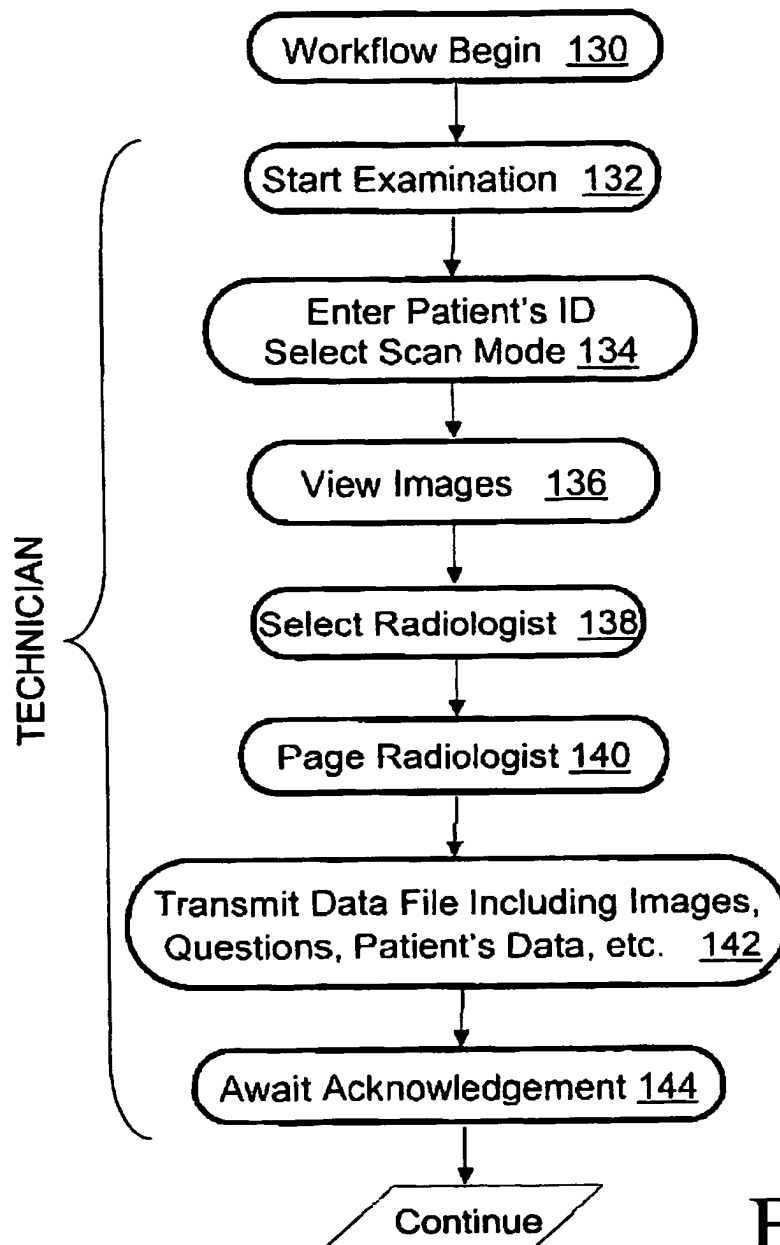 Workflow Begin 130
Start Examination 132
Enter Patient's ID
Select Scan Mode 134
View Images 136
Select Radiologist 138
Page Radiologist 140
Transmit Data File Including Images,
Questions, Patient's Data, etc. 142
Await Acknowledgement 144
Continue
TECHNICIAN